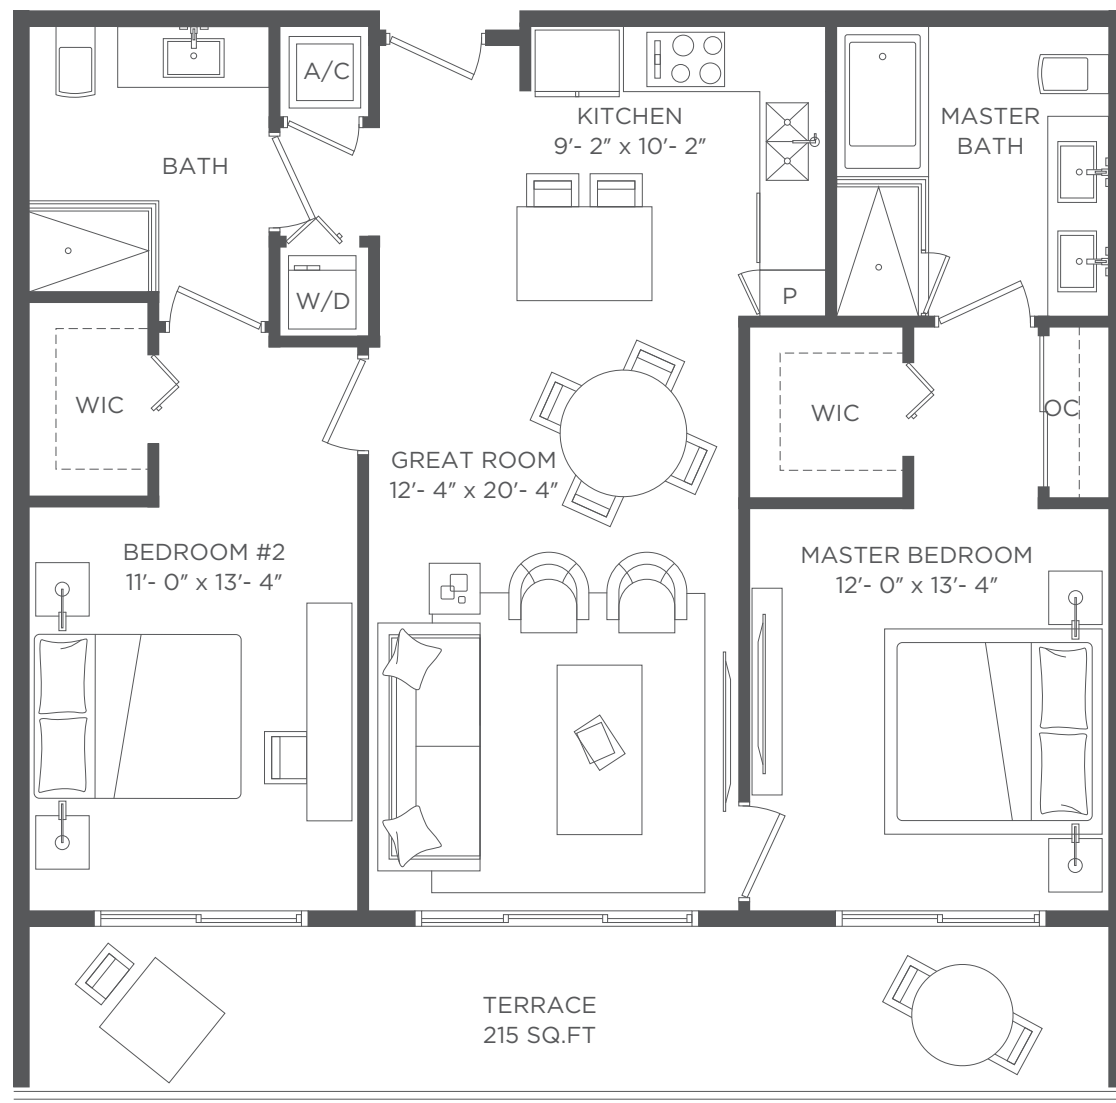 A/C
KITCHEN
9'- 2" x 10'- 2"
MASTER
BATH
BATH
W/D
P
WIC
WIC
OC
GREAT ROOM
12'- 4" x 20'- 4"
BEDROOM #2
11'- 0" x 13'- 4"
MASTER BEDROOM
12'- 0" x 13'- 4"
TERRACE
215 SQ.FT